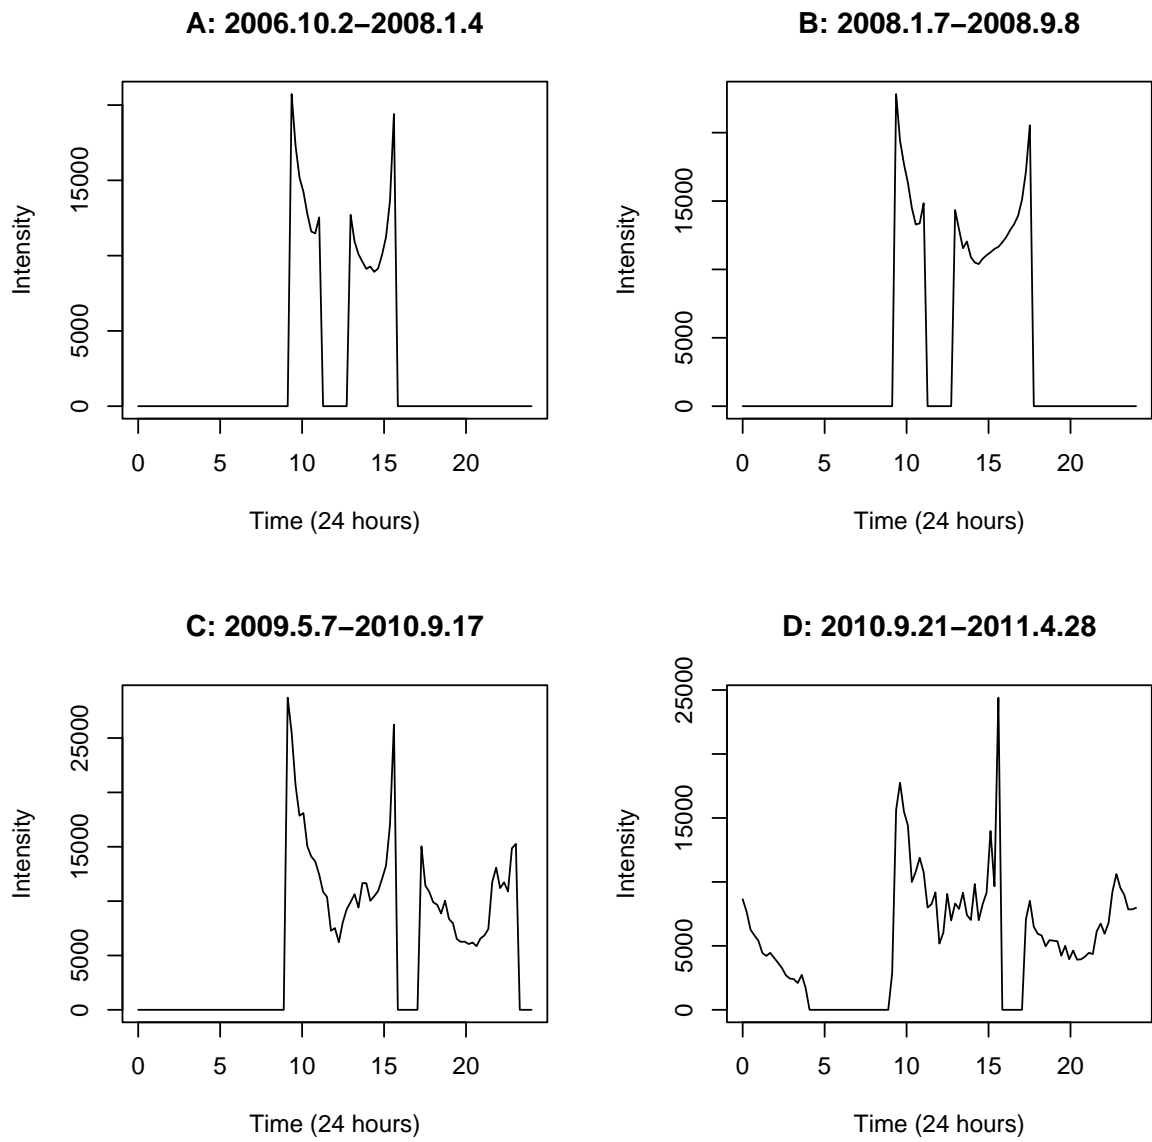 A: 2006.10.2−2008.1.4
Intensity
0 5000 15000
0 5 10 15 20
Time (24 hours)
B: 2008.1.7−2008.9.8
Intensity
0 5000 15000
0 5 10 15 20
Time (24 hours)
C: 2009.5.7−2010.9.17
Intensity
0 5000 15000 25000
0 5 10 15 20
Time (24 hours)
D: 2010.9.21−2011.4.28
Intensity
0 5000 15000 25000
0 5 10 15 20
Time (24 hours)